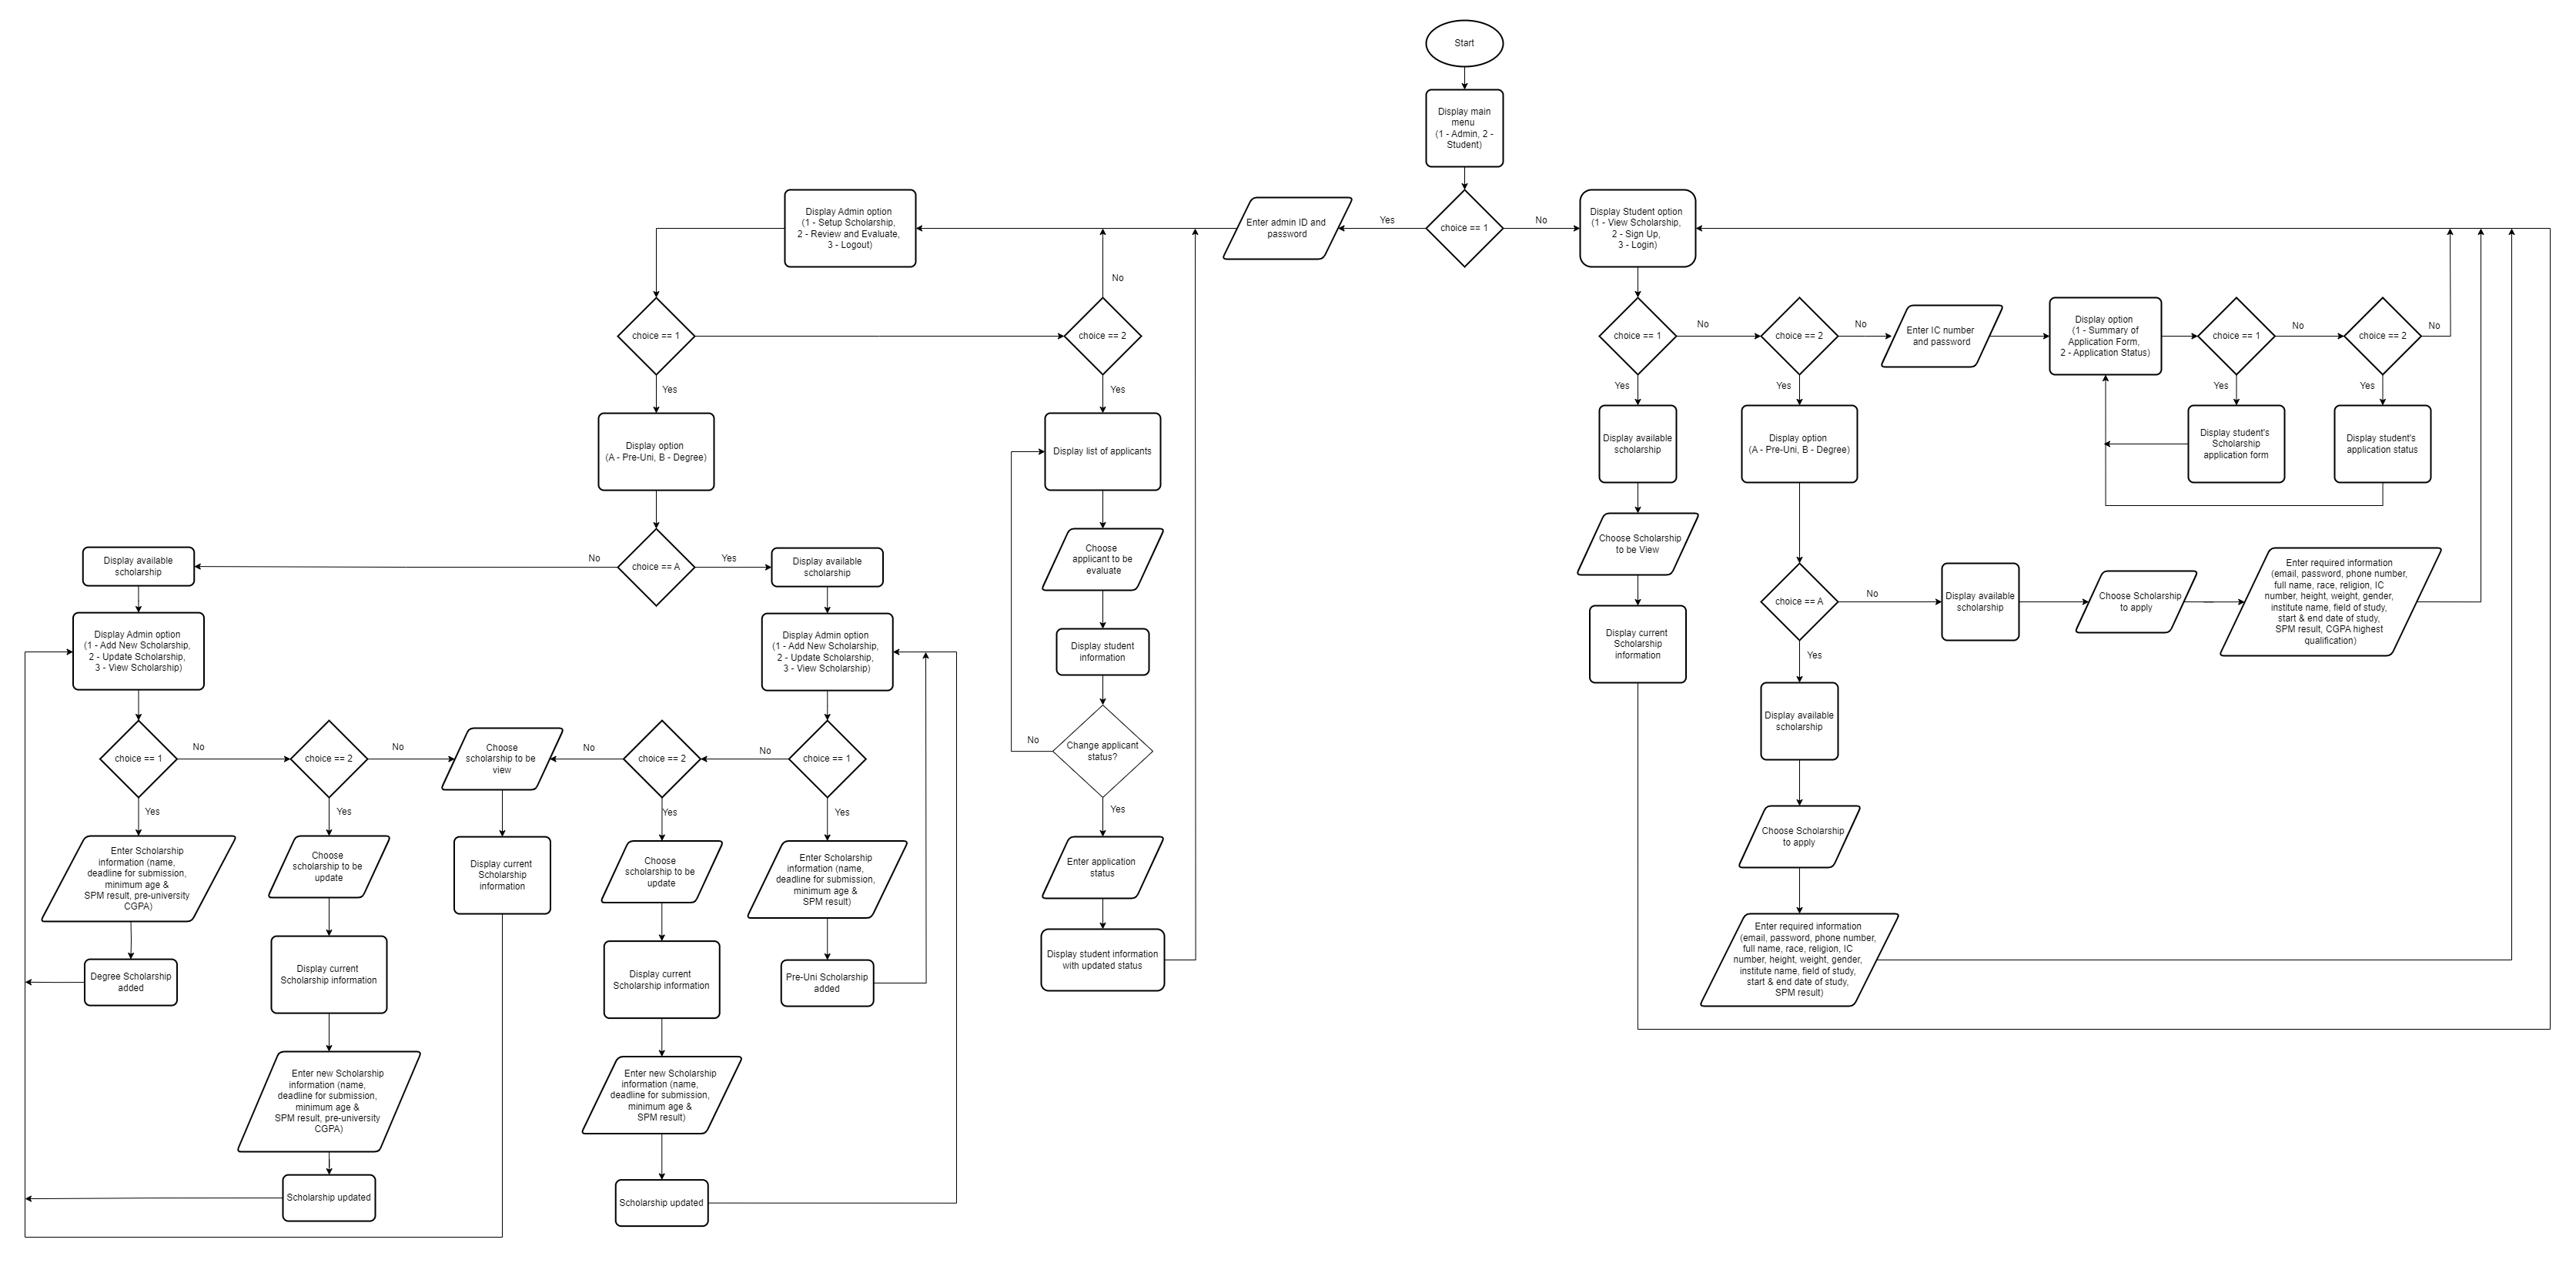 Start
Display main
menu
(1 - Admin, 2 -
Student)
choice == 1
Yes
No
Enter admin ID and
password
Display Admin option
(1 - Setup Scholarship,
2 - Review and Evaluate,
3 - Logout)
choice == 1
Yes
choice == 2
No
Yes
Display option
(A - Pre-Uni, B - Degree)
choice == A
No
Yes
Display available
scholarship
Display Admin option
(1 - Add New Scholarship,
2 - Update Scholarship,
3 - View Scholarship)
choice == 1
No
Yes
choice == 2
No
Yes
Enter Scholarship
information (name,
deadline for submission,
minimum age &
SPM result, pre-university
CGPA)
Degree Scholarship
added
Choose
scholarship to be
update
Display current
Scholarship information
Enter new Scholarship
information (name,
deadline for submission,
minimum age &
SPM result, pre-university
CGPA)
Scholarship updated
Choose
scholarship to be
view
Display current
Scholarship
information
Display available
scholarship
Display Admin option
(1 - Add New Scholarship,
2 - Update Scholarship,
3 - View Scholarship)
choice == 1
No
Yes
choice == 2
No
Yes
Choose
scholarship to be
update
Display current
Scholarship information
Enter new Scholarship
information (name,
deadline for submission,
minimum age &
SPM result)
Scholarship updated
Enter Scholarship
information (name,
deadline for submission,
minimum age &
SPM result)
Pre-Uni Scholarship
added
Display list of applicants
Choose
applicant to be
evaluate
Display student
information
Change applicant
status?
No
Yes
Enter application
status
Display student information
with updated status
Display Student option
(1 - View Scholarship,
2 - Sign Up,
3 - Login)
choice == 1
No
Yes
choice == 2
No
Yes
Enter IC number
and password
Display option
(1 - Summary of
Application Form,
2 - Application Status)
choice == 1
No
Yes
choice == 2
No
Yes
Display student's
Scholarship
application form
Display student's
application status
Display available
scholarship
Choose Scholarship
to be View
Display current
Scholarship
information
Display option
(A - Pre-Uni, B - Degree)
choice == A
No
Yes
Display available
scholarship
Choose Scholarship
to apply
Enter required information
(email, password, phone number,
full name, race, religion, IC
number, height, weight, gender,
institute name, field of study,
start & end date of study,
SPM result, CGPA highest
qualification)
Display available
scholarship
Choose Scholarship
to apply
Enter required information
(email, password, phone number,
full name, race, religion, IC
number, height, weight, gender,
institute name, field of study,
start & end date of study,
SPM result)